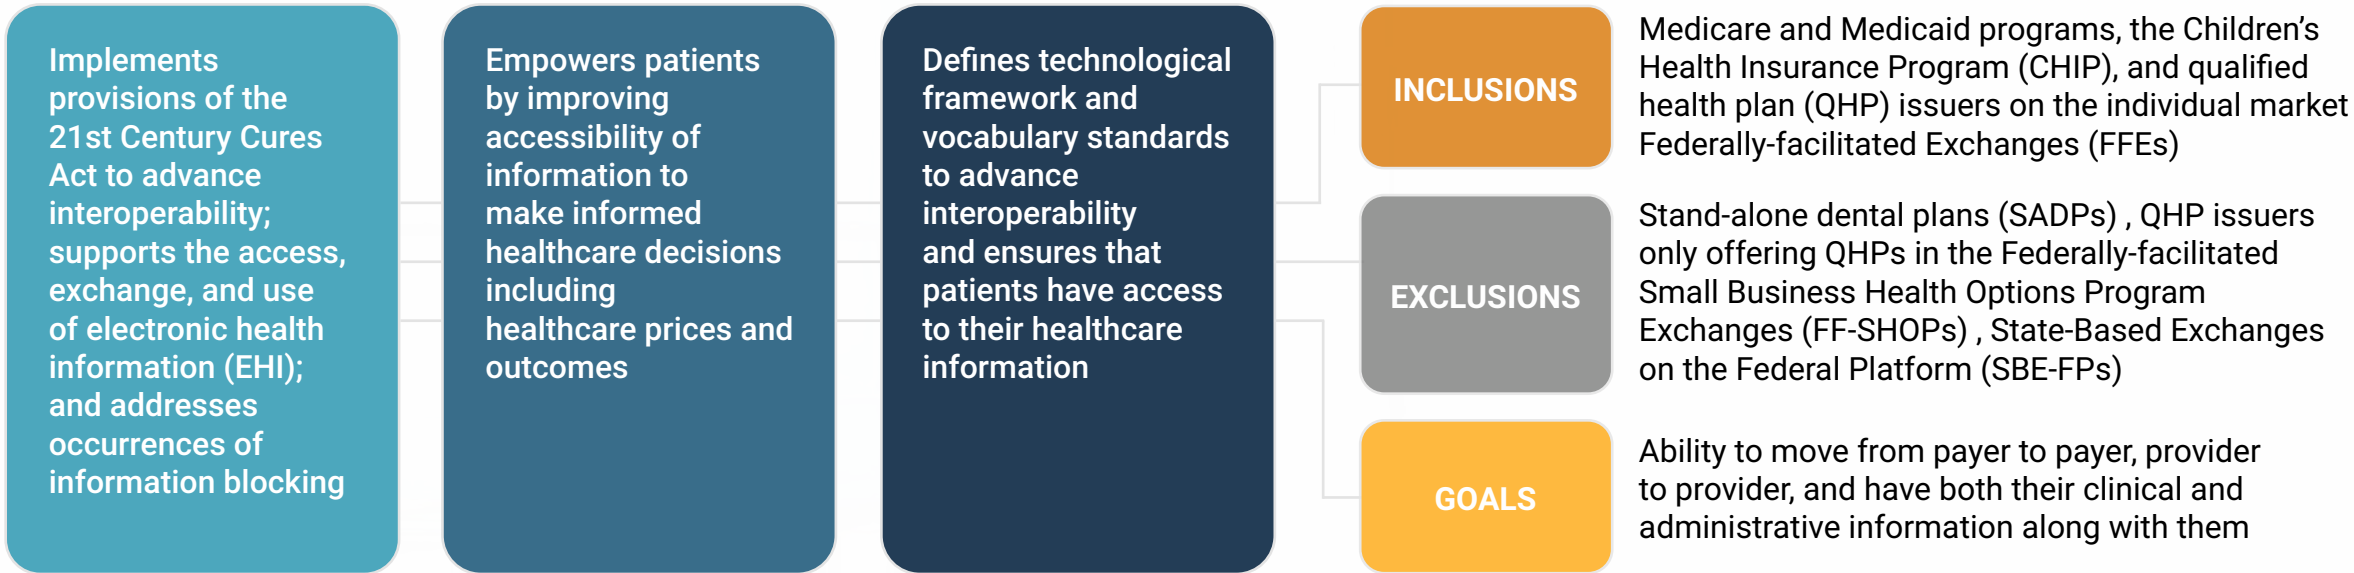 Implements
provisions of the
21st Century Cures
Act to advance
interoperability;
supports the access,
exchange, and use
of electronic health
information (EHI);
and addresses
occurrences of
information blocking
Empowers patients
by improving
accessibility of
information to
make informed
healthcare decisions
including
healthcare prices and
outcomes
Defines technological
framework and
vocabulary standards
to advance
interoperability
and ensures that
patients have access
to their healthcare
information
INCLUSIONS
Medicare and Medicaid programs, the Children’s
Health Insurance Program (CHIP), and qualified
health plan (QHP) issuers on the individual market
Federally-facilitated Exchanges (FFEs)
EXCLUSIONS
Stand-alone dental plans (SADPs) , QHP issuers
only offering QHPs in the Federally-facilitated
Small Business Health Options Program
Exchanges (FF-SHOPs) , State-Based Exchanges
on the Federal Platform (SBE-FPs)
GOALS
Ability to move from payer to payer, provider
to provider, and have both their clinical and
administrative information along with them